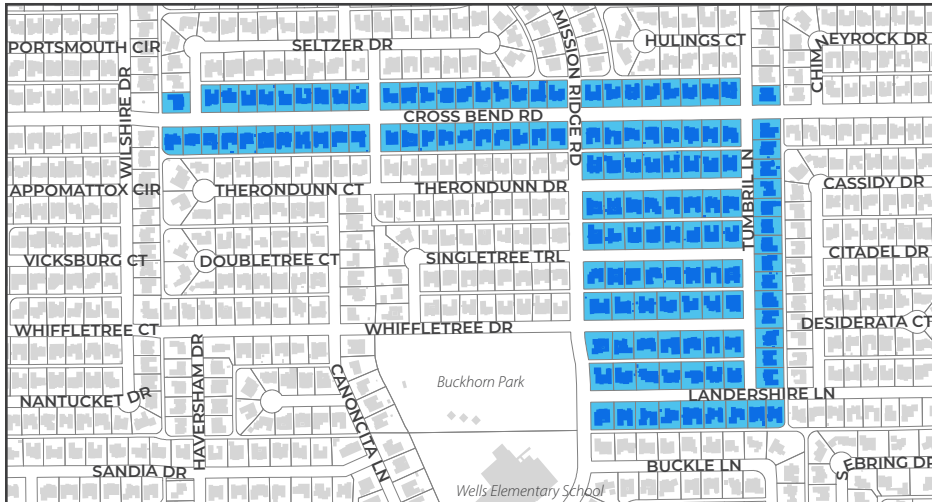 PORTSMOUTH CIR
SELTZER DR
MISSION RIDGE RD
HULINGS CT
CHIMNEYROCK DR
WILSHIRE DR
CROSS BEND RD
TUMBRIL LN
APPOMATTOX CIR
THERONDUNN CT
THERONDUNN DR
CASSIDY DR
VICKSBURG CT
DOUBLETREE CT
SINGLETREE TRL
CITADEL DR
WHIFFLETREE CT
WHIFFLETREE DR
DESIDERATA CT
HAVERSHAM DR
CANONCITA LN
Buckhorn Park
NANTUCKET DR
LANDERSHIRE LN
SANDIA DR
BUCKLE LN
SEBRING DR
Wells Elementary School